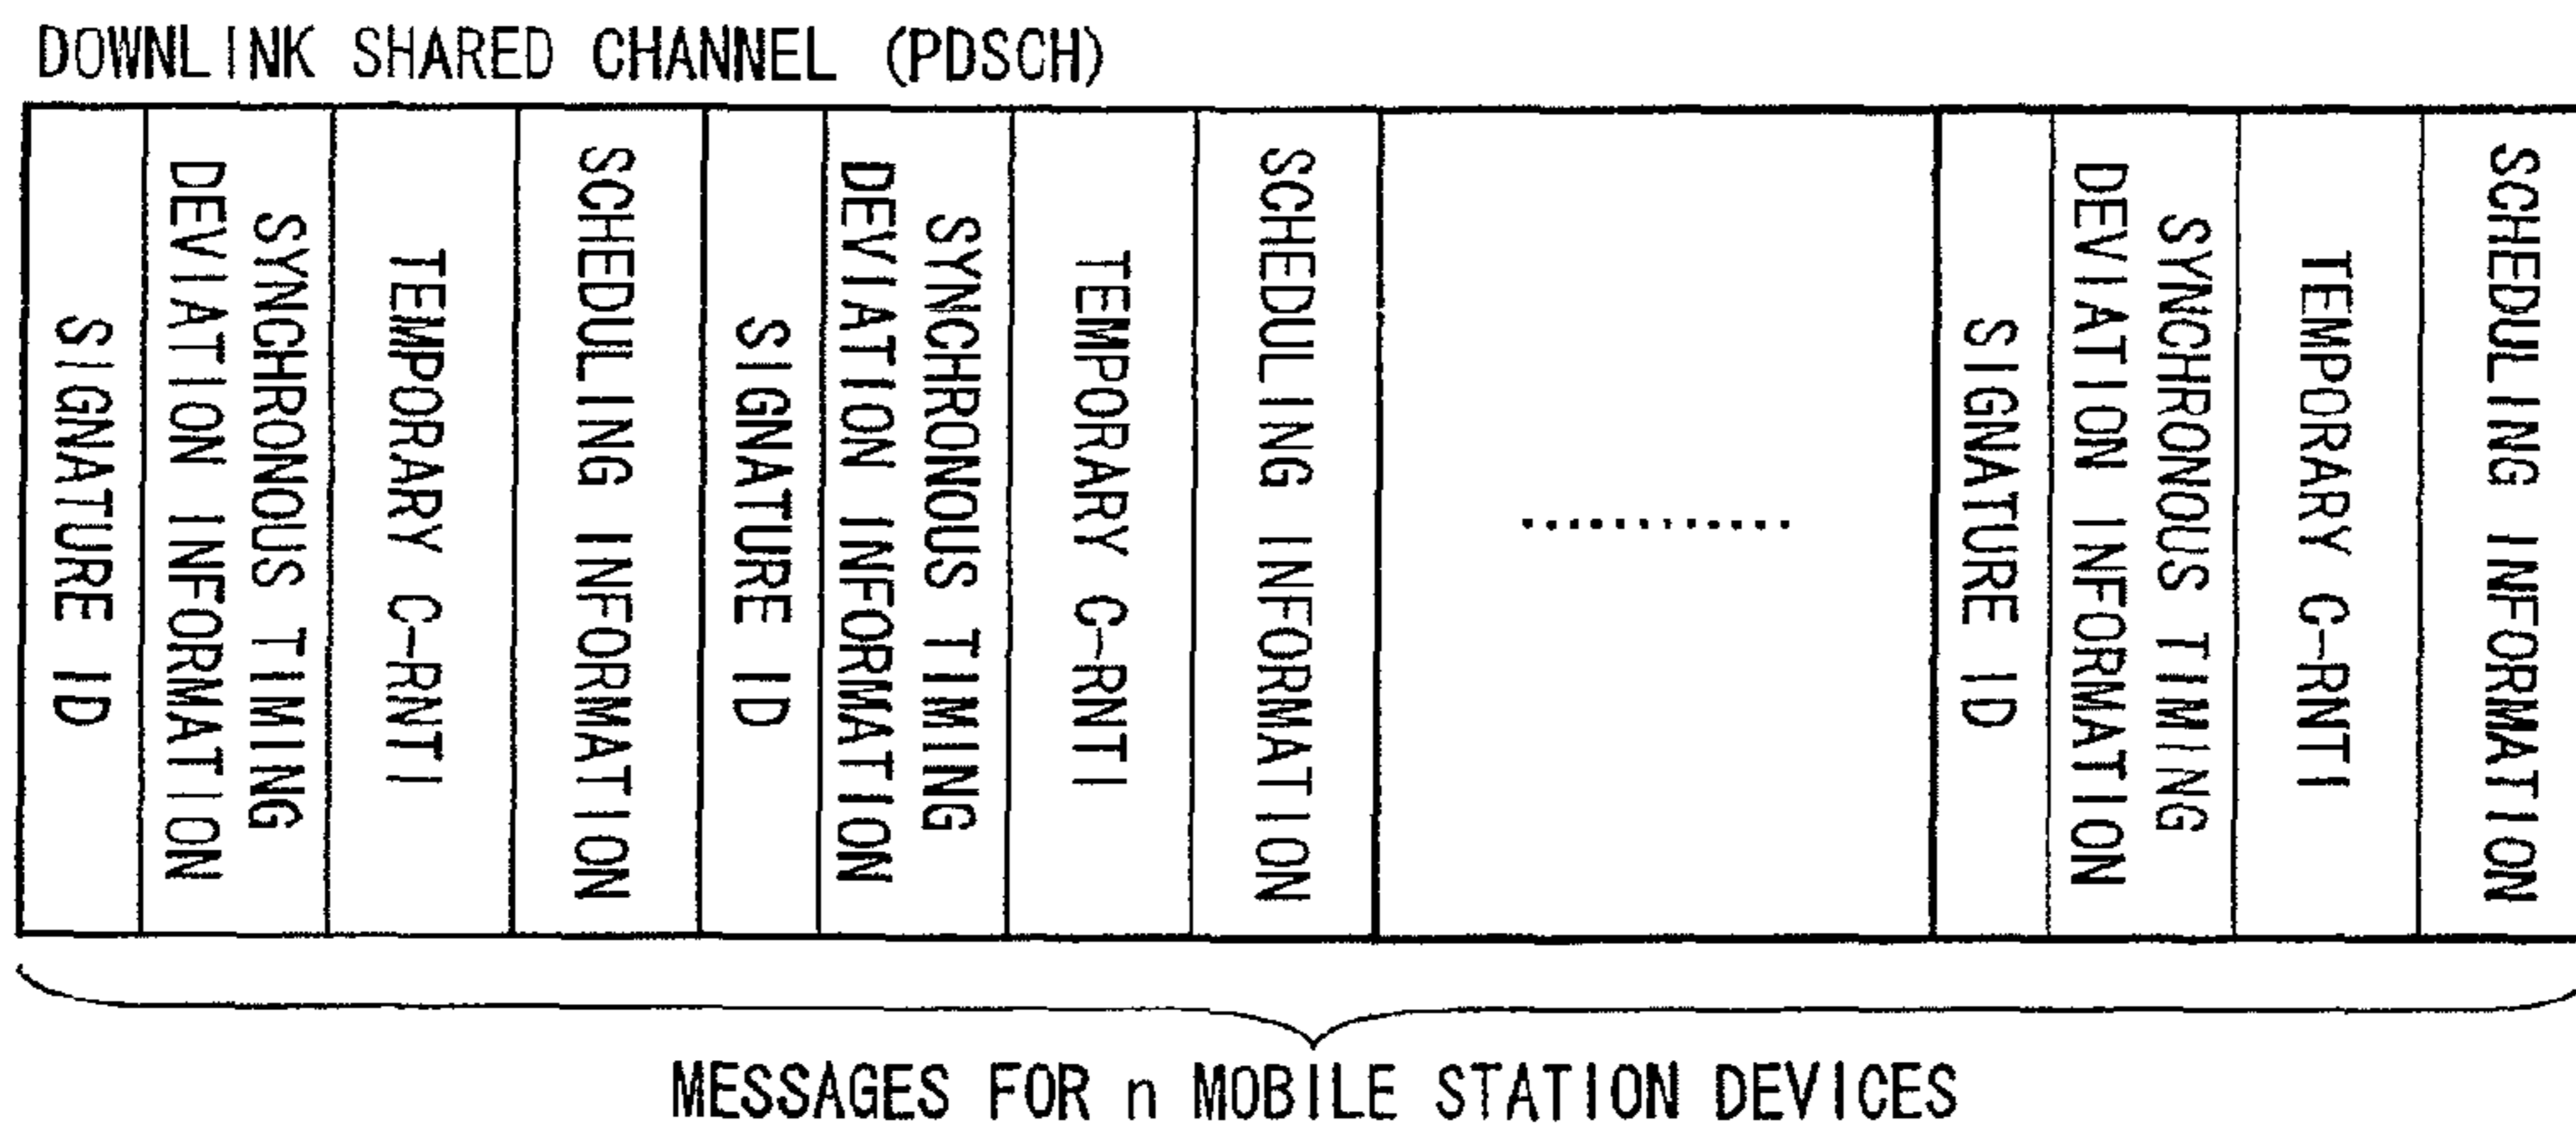 DOWNLINK SHARED CHANNEL (PDSCH)
SIGNATURE ID
SYNCHRONOUS TIMING
DEVIATION INFORMATION
TEMPORARY C-RNTI
SCHEDULING INFORMATION
SIGNATURE ID
SYNCHRONOUS TIMING
DEVIATION INFORMATION
TEMPORARY C-RNTI
SCHEDULING INFORMATION
...........
SIGNATURE ID
SYNCHRONOUS TIMING
DEVIATION INFORMATION
TEMPORARY C-RNTI
SCHEDULING INFORMATION
MESSAGES FOR n MOBILE STATION DEVICES